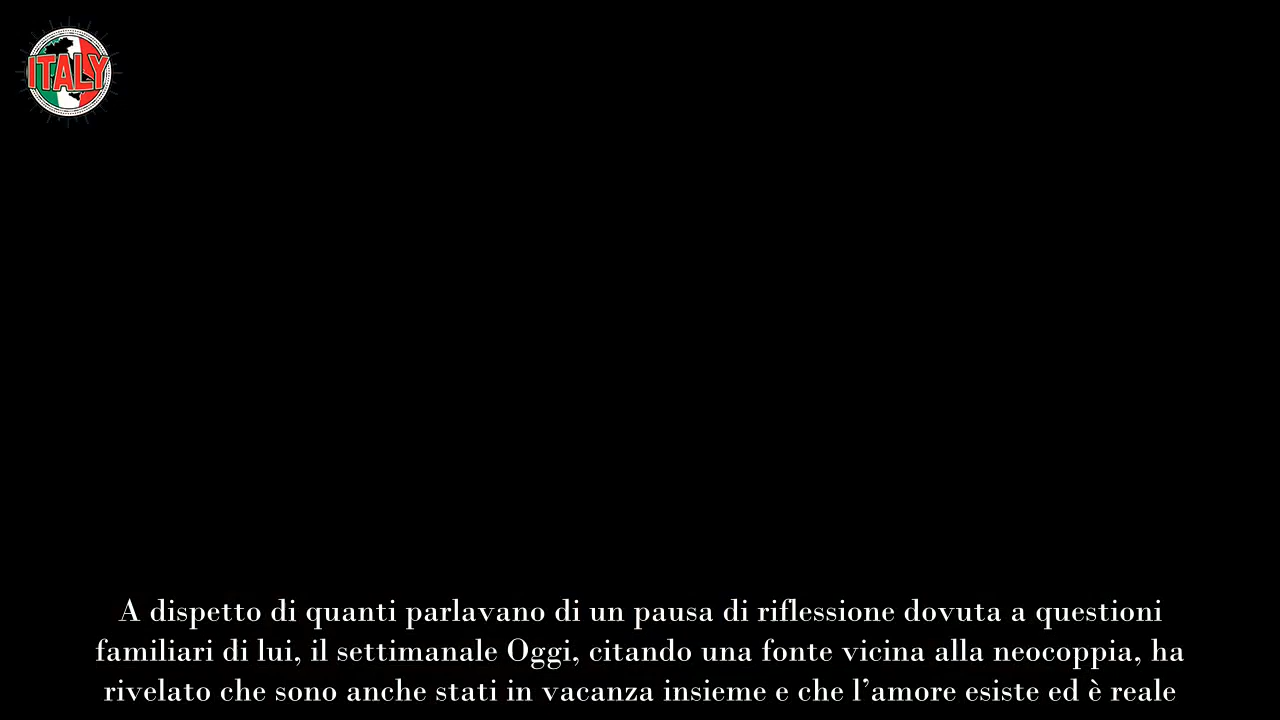 ITALY
A dispetto di quanti parlavano di un pausa di riflessione dovuta a questioni
familiari di lui, il settimanale Oggi, citando una fonte vicina alla neocoppia, ha
rivelato che sono anche stati in vacanza insieme e che l’amore esiste ed è reale